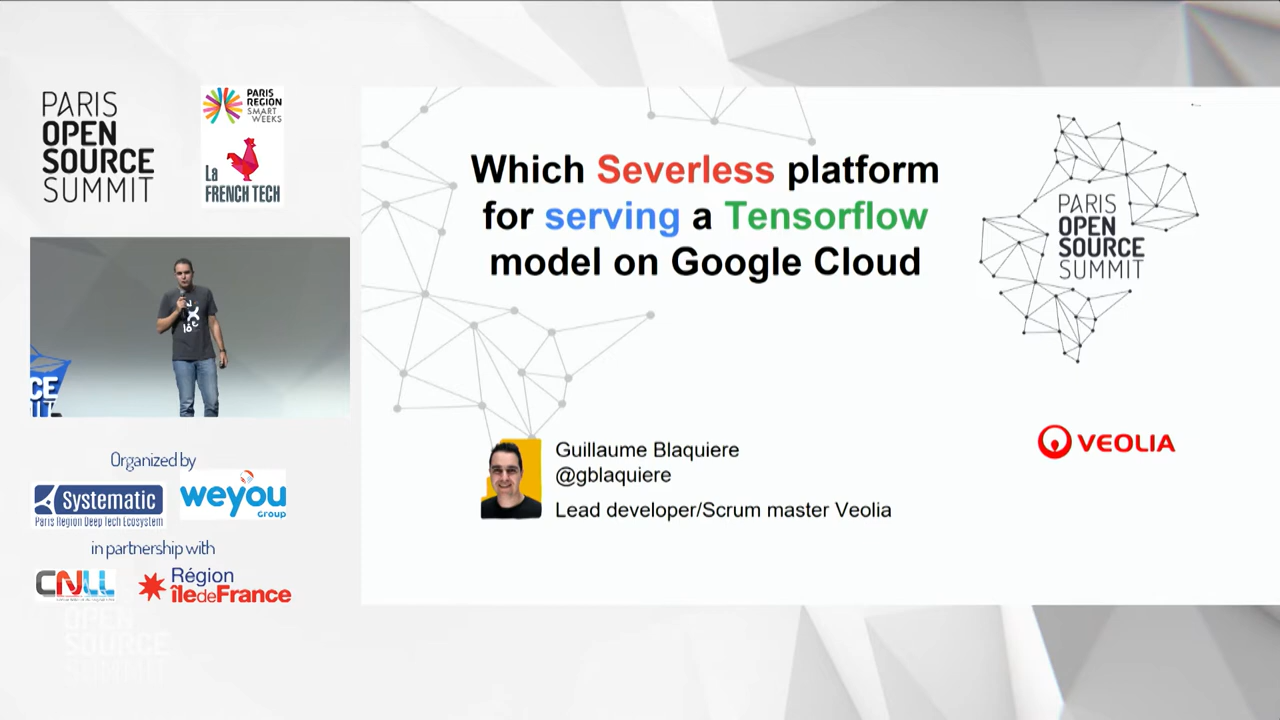 PARIS
OPEN
SOURCE
SUMMIT
PARIS
REGION
SMART
WEEKS
La
FRENCH TECH
Organized by
Systematic
Paris Region Deep Tech Ecosystem
weyou
GROUP
in partnership with
CNLL
Région
îledeFrance
OPEN
SOURCE
Which Severless platform
for serving a Tensorflow
model on Google Cloud
PARIS
OPEN
SOURCE
SUMMIT
Guillaume Blaquiere
@gblaquiere
Lead developer/Scrum master Veolia
VEOLIA